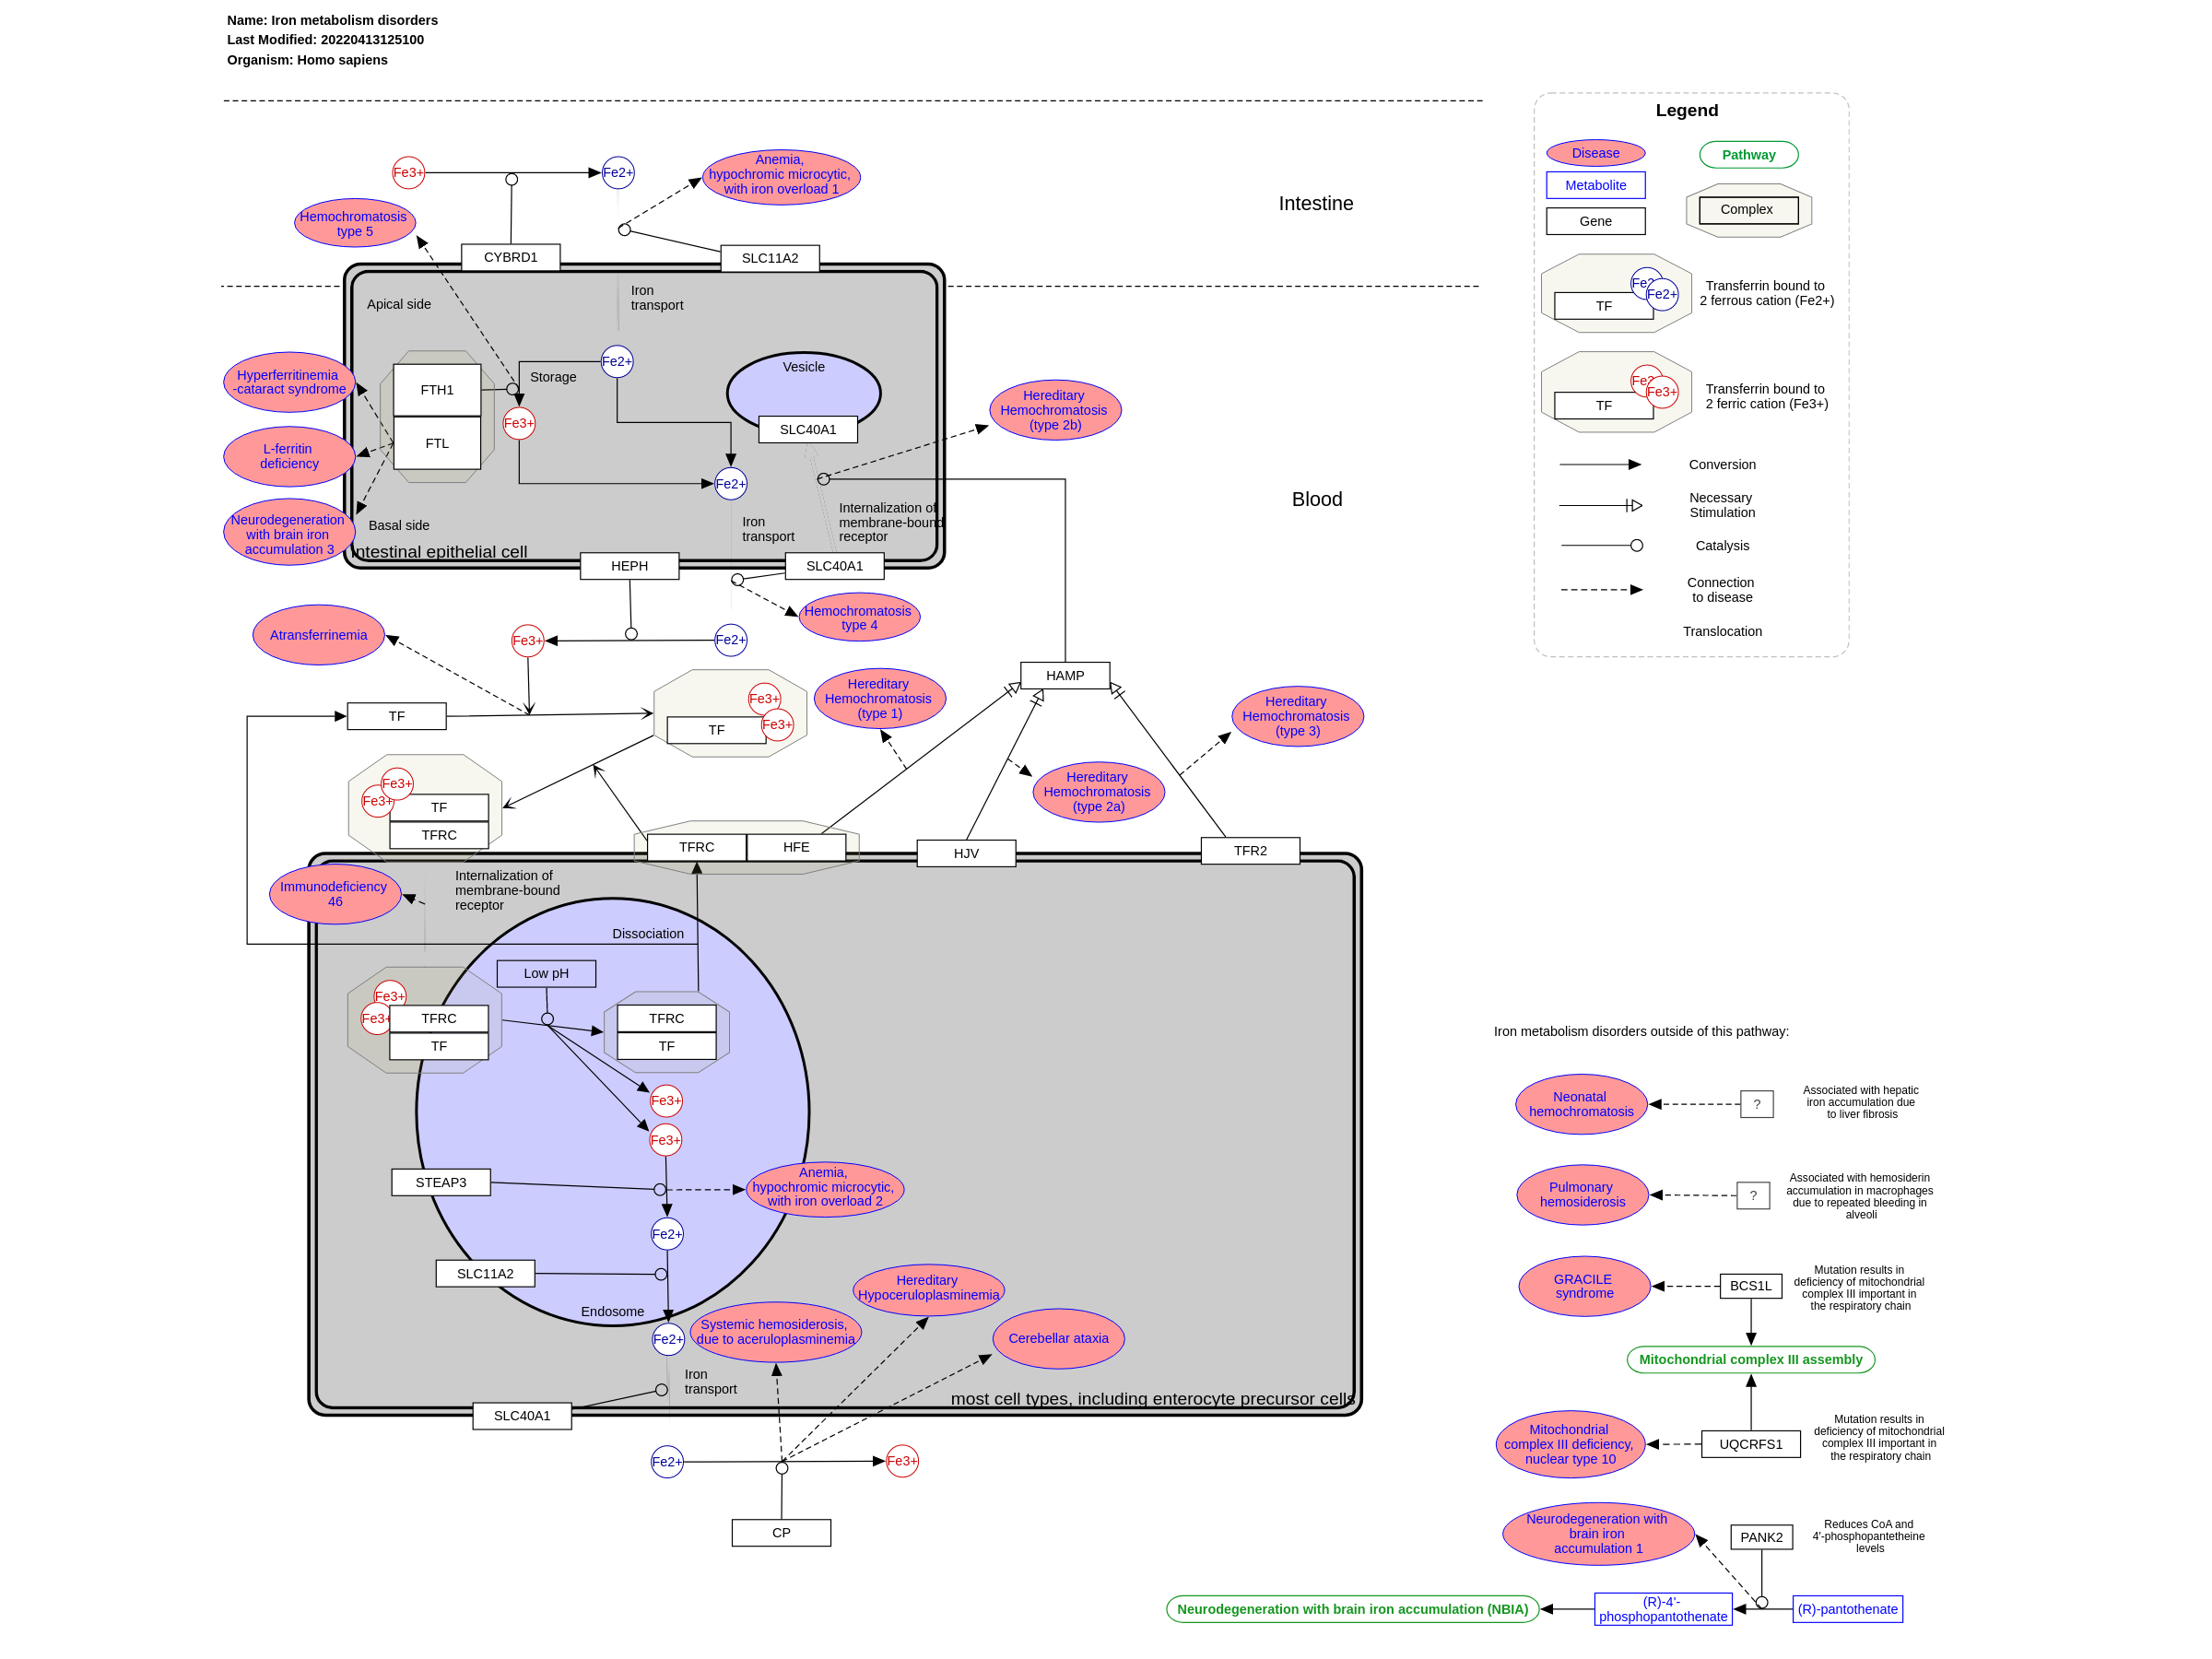 Name: Iron metabolism disorders
Last Modified: 20220413125100
Organism: Homo sapiens
Intestine
Blood
Fe3+
Fe2+
Anemia,
hypochromic microcytic,
with iron overload 1
Hemochromatosis
type 5
CYBRD1
SLC11A2
Apical side
Iron
transport
Fe2+
Storage
Vesicle
SLC40A1
Hyperferritinemia
-cataract syndrome
FTH1
FTL
Fe3+
L-ferritin
deficiency
Fe2+
Hereditary
Hemochromatosis
(type 2b)
Neurodegeneration
with brain iron
accumulation 3
Basal side
Intestinal epithelial cell
Iron
transport
Internalization of
membrane-bound
receptor
HEPH
SLC40A1
Hemochromatosis
type 4
Atransferrinemia
Fe3+
Fe2+
HAMP
TF
Fe3+
Fe3+
TF
Hereditary
Hemochromatosis
(type 1)
Hereditary
Hemochromatosis
(type 3)
Hereditary
Hemochromatosis
(type 2a)
Fe3+
Fe3+
TF
TFRC
TFRC
HFE
HJV
TFR2
Immunodeficiency
46
Internalization of
membrane-bound
receptor
Dissociation
Low pH
Fe3+
Fe3+
TFRC
TF
TFRC
TF
Fe3+
Fe3+
STEAP3
Anemia,
hypochromic microcytic,
with iron overload 2
Fe2+
SLC11A2
Endosome
Fe2+
Systemic hemosiderosis,
due to aceruloplasminemia
Hereditary
Hypoceruloplasminemia
Cerebellar ataxia
Iron
transport
most cell types, including enterocyte precursor cells
SLC40A1
Fe2+
Fe3+
CP
Legend
Disease
Pathway
Metabolite
Gene
Complex
Fe2+
Fe2+
TF
Transferrin bound to
2 ferrous cation (Fe2+)
Fe3+
Fe3+
TF
Transferrin bound to
2 ferric cation (Fe3+)
Conversion
Necessary
Stimulation
Catalysis
Connection
to disease
Translocation
Iron metabolism disorders outside of this pathway:
Neonatal
hemochromatosis
?
Associated with hepatic
iron accumulation due
to liver fibrosis
Pulmonary
hemosiderosis
?
Associated with hemosiderin
accumulation in macrophages
due to repeated bleeding in
alveoli
GRACILE
syndrome
BCS1L
Mutation results in
deficiency of mitochondrial
complex III important in
the respiratory chain
Mitochondrial complex III assembly
Mitochondrial
complex III deficiency,
nuclear type 10
UQCRFS1
Mutation results in
deficiency of mitochondrial
complex III important in
the respiratory chain
Neurodegeneration with
brain iron
accumulation 1
PANK2
Reduces CoA and
4'-phosphopantetheine
levels
Neurodegeneration with brain iron accumulation (NBIA)
(R)-4'-
phosphopantothenate
(R)-pantothenate